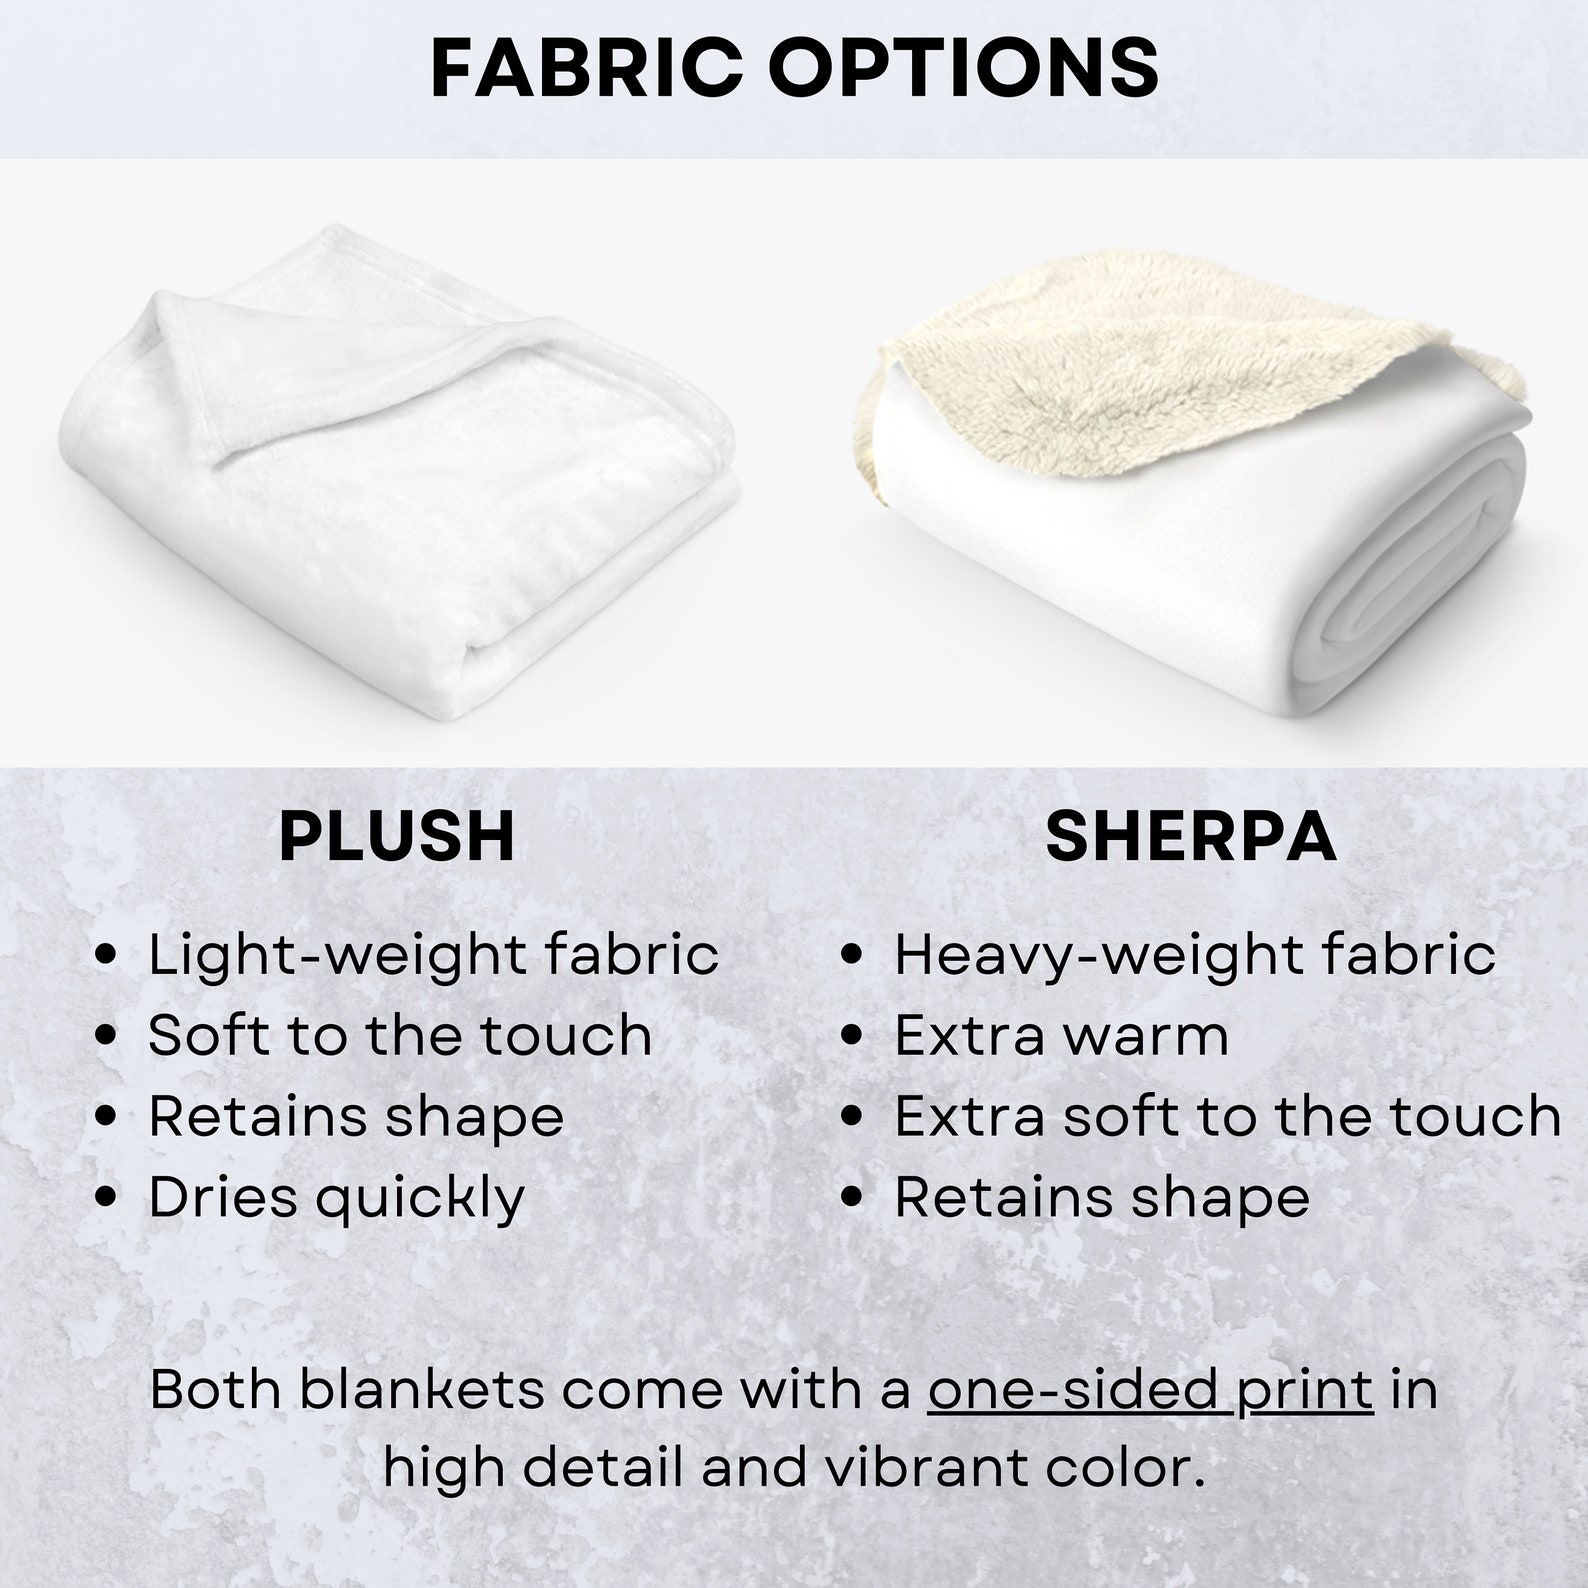 FABRIC OPTIONS
PLUSH
• Light-weight fabric
• Soft to the touch
• Retains shape
• Dries quickly
SHERPA
• Heavy-weight fabric
• Extra warm
• Extra soft to the touch
• Retains shape
Both blankets come with a one-sided print in
high detail and vibrant color.